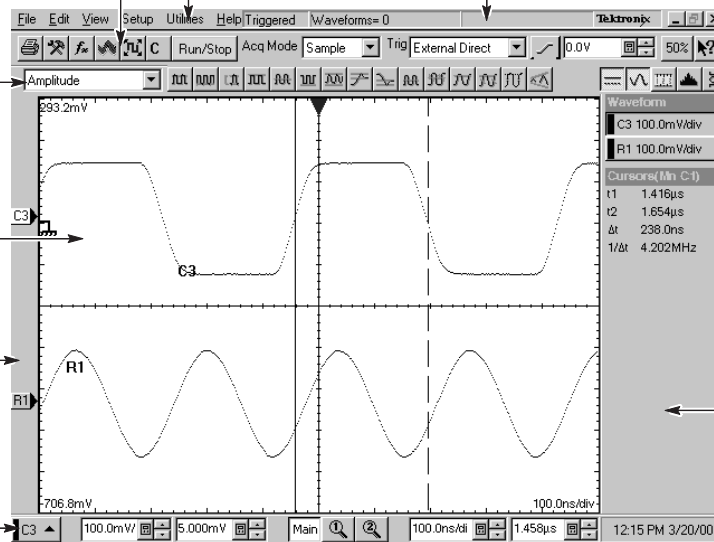 File Edit View Setup Utilities Help Triggered Waveforms= 0 Tektronix
C Run/Stop Acq Mode Sample Trig External Direct 0.0V 50%
Amplitude
293.2mV
Waveform
C3 100.0mV/div
R1 100.0mV/div
Cursors(Mn C1)
t1 1.416µs
t2 1.654µs
Δt 238.0ns
1/Δt 4.202MHz
C3
C3
R1
R1
-706.8mV 100.0ns/div
C3 100.0mV/ 5.000mV Main 1 2 100.0ns/di 1.458µs 12:15 PM 3/20/00